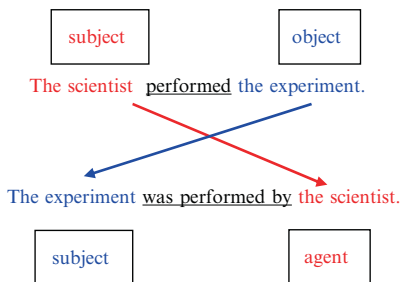 subject object
The scientist performed the experiment.
The experiment was performed by the scientist.
subject agent